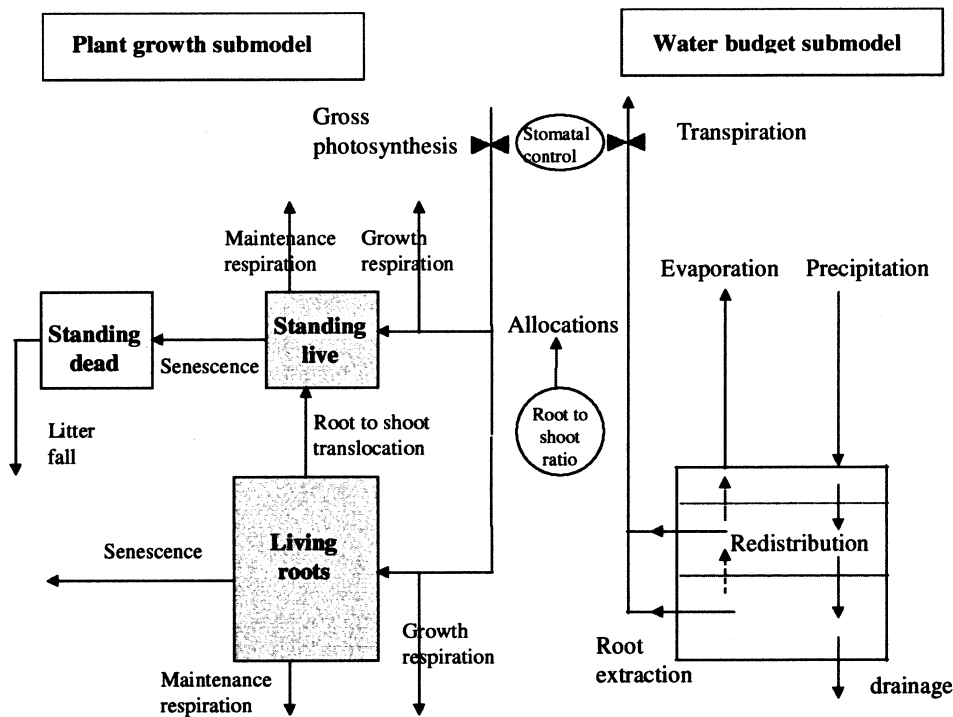 Plant growth submodel
Water budget submodel
Gross
photosynthesis
Stomatal
control
Transpiration
Maintenance
respiration
Growth
respiration
Evaporation
Precipitation
Standing
dead
Senescence
Standing
live
Allocations
Litter
fall
Root to shoot
translocation
Root to
shoot
ratio
Senescence
Living
roots
Redistribution
Growth
respiration
Maintenance
respiration
Root
extraction
drainage